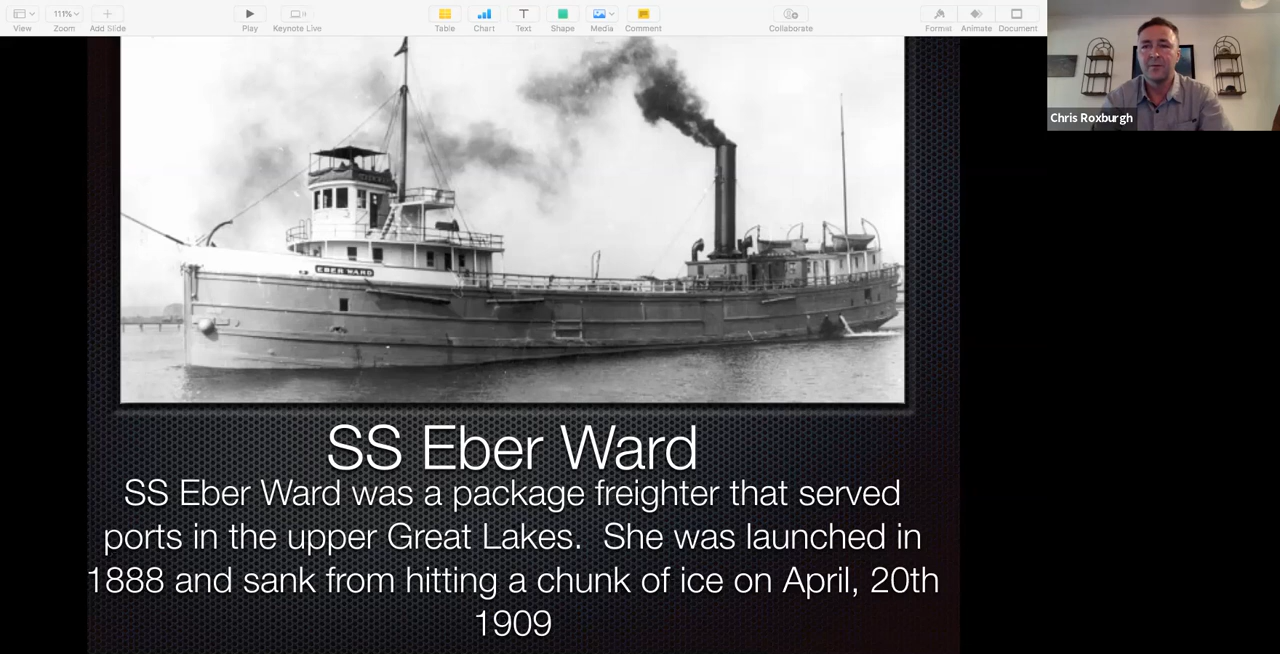 View
111%
Zoom
Add Slide
Play
Keynote Live
Table
Chart
Text
Shape
Media
Comment
Collaborate
Format
Animate
Document
Chris Roxburgh
EBER WARD
SS Eber Ward
SS Eber Ward was a package freighter that served
ports in the upper Great Lakes.  She was launched in
1888 and sank from hitting a chunk of ice on April, 20th
1909